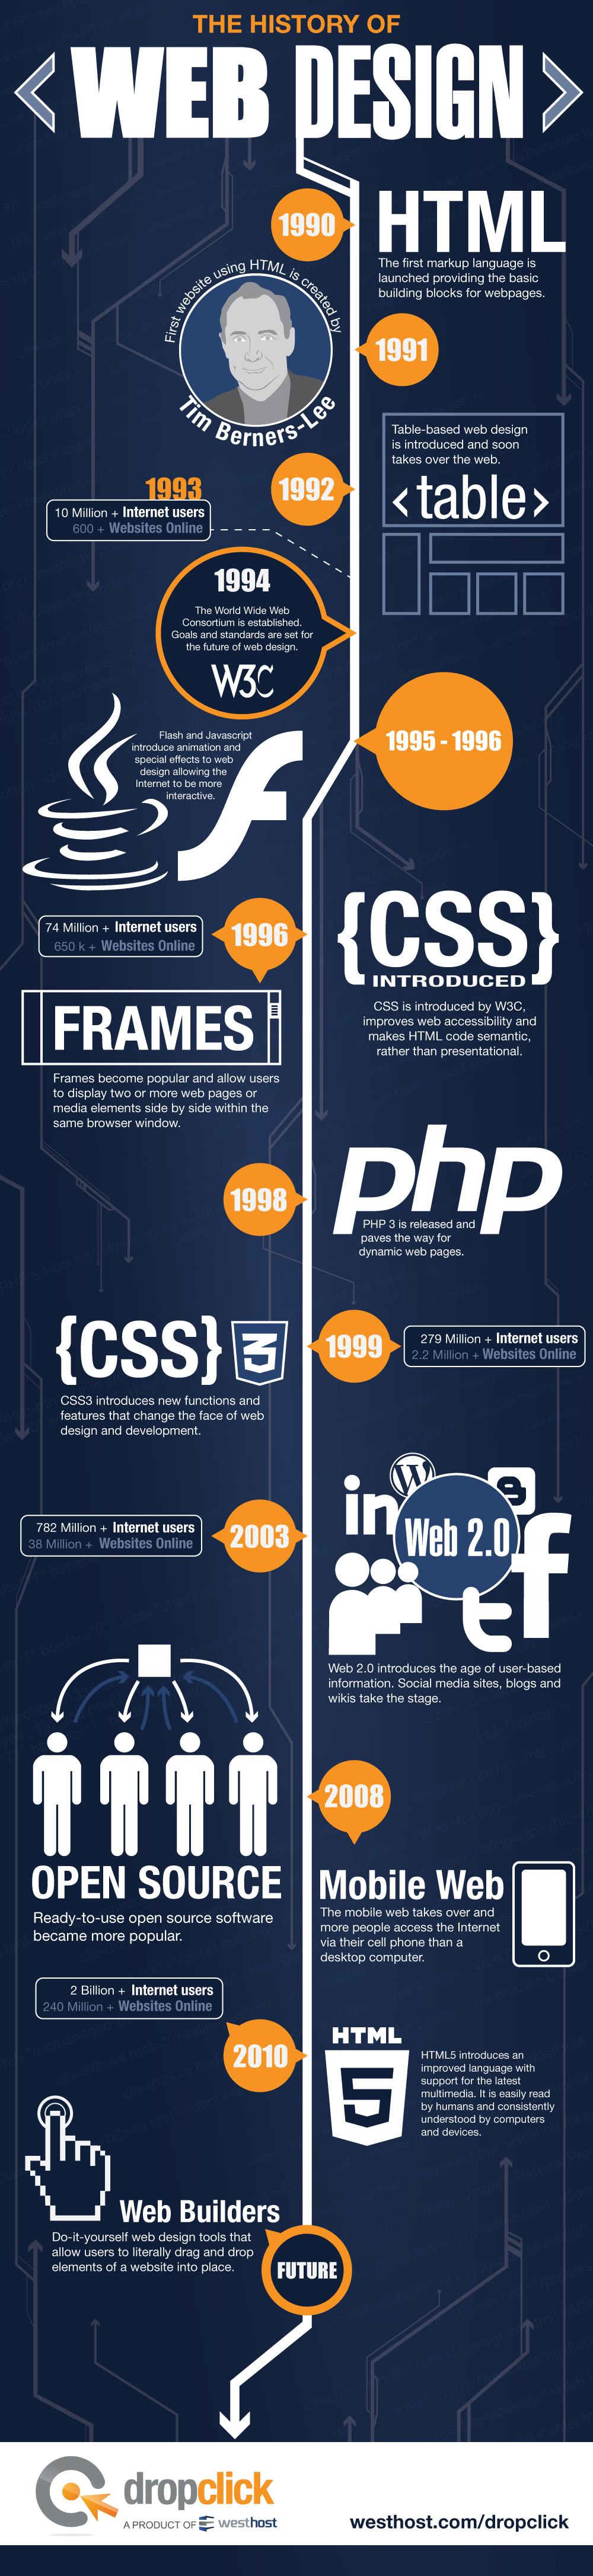 THE HISTORY OF
< WEB DESIGN >
1990
HTML
The first markup language is
launched providing the basic
building blocks for webpages.
First website using HTML is created by
Tim Berners-Lee
1991
Table-based web design
is introduced and soon
takes over the web.
<table>
1992
1993
10 Million + Internet users
600 + Websites Online
1994
The World Wide Web
Consortium is established.
Goals and standards are set for
the future of web design.
W3C
1995 - 1996
Flash and Javascript
introduce animation and
special effects to web
design allowing the
Internet to be more
interactive.
1996
74 Million + Internet users
650 k + Websites Online
{CSS}
INTRODUCED
CSS is introduced by W3C,
improves web accessibility and
makes HTML code semantic,
rather than presentational.
FRAMES
Frames become popular and allow users
to display two or more web pages or
media elements side by side within the
same browser window.
1998
php
PHP 3 is released and
paves the way for
dynamic web pages.
{CSS} 3
CSS3 introduces new functions and
features that change the face of web
design and development.
1999
279 Million + Internet users
2.2 Million + Websites Online
2003
782 Million + Internet users
38 Million + Websites Online
in
W
B
Web 2.0
f
t
Web 2.0 introduces the age of user-based
information. Social media sites, blogs and
wikis take the stage.
OPEN SOURCE
Ready-to-use open source software
became more popular.
2008
Mobile Web
The mobile web takes over and
more people access the Internet
via their cell phone than a
desktop computer.
2 Billion + Internet users
240 Million + Websites Online
2010
HTML
5
HTML5 introduces an
improved language with
support for the latest
multimedia. It is easily read
by humans and consistently
understood by computers
and devices.
Web Builders
Do-it-yourself web design tools that
allow users to literally drag and drop
elements of a website into place.
FUTURE
dropclick
A PRODUCT OF westhost
westhost.com/dropclick